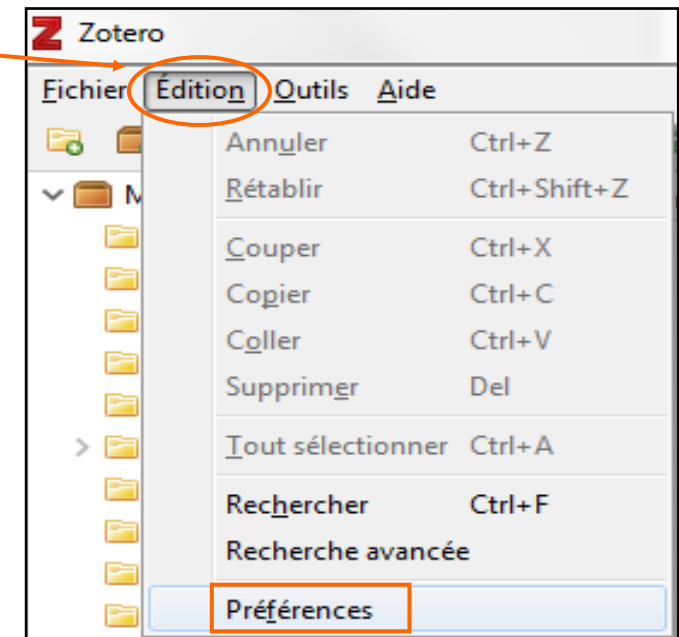 Zotero
Fichier Édition Outils Aide
Annuler Ctrl+Z
Rétablir Ctrl+Shift+Z
Couper Ctrl+X
Copier Ctrl+C
Coller Ctrl+V
Supprimer Del
Tout sélectionner Ctrl+A
Rechercher Ctrl+F
Recherche avancée
Préférences